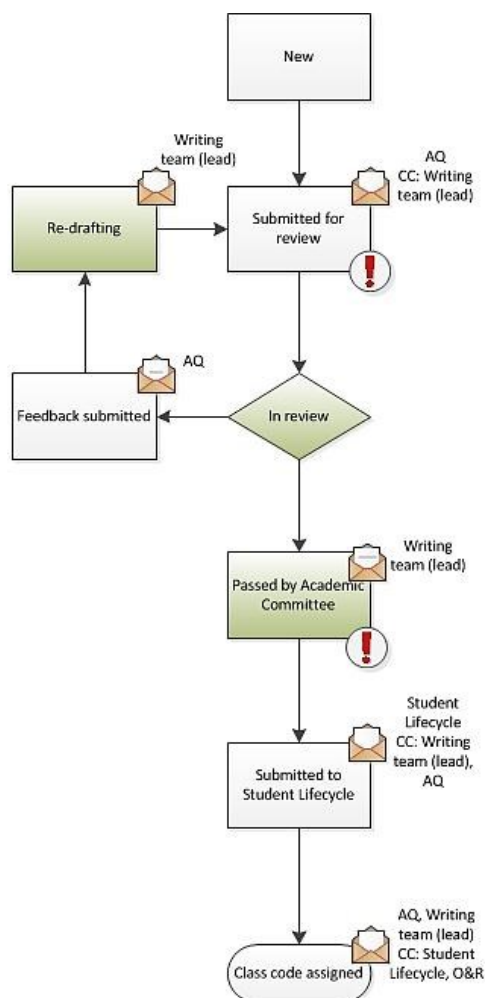 New
Writing
team (lead)
AQ
CC: Writing
team (lead)
Re-drafting
Submitted for
review
AQ
Feedback submitted
In review
Writing
team (lead)
Passed by Academic
Committee
Student
Lifecycle
CC: Writing
team (lead),
AQ
Submitted to
Student Lifecycle
AQ, Writing
team (lead)
CC: Student
Lifecycle, O&R
Class code assigned